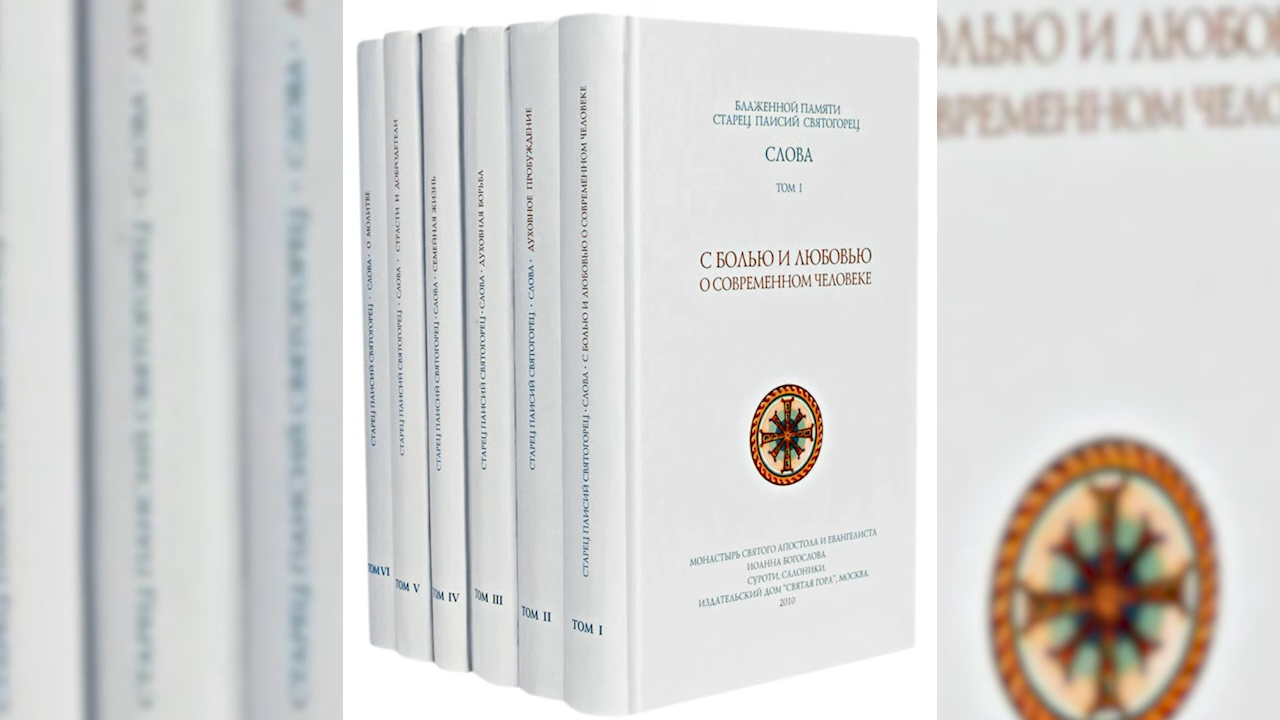 БЛАЖЕННОЙ ПАМЯТИ
СТАРЕЦ ПАИСИЙ СВЯТОГОРЕЦ
СЛОВА
ТОМ I
С БОЛЬЮ И ЛЮБОВЬЮ
О СОВРЕМЕННОМ ЧЕЛОВЕКЕ
МОНАСТЫРЬ СВЯТОГО АПОСТОЛА И ЕВАНГЕЛИСТА
ИОАННА БОГОСЛОВА.
СУРОТИ, САЛОНИКИ.
ИЗДАТЕЛЬСКИЙ ДОМ "СВЯТАЯ ГОРА", МОСКВА.
2010
СТАРЕЦ ПАИСИЙ СВЯТОГОРЕЦ · СЛОВА · О МОЛИТВЕ
ТОМ VI
СТАРЕЦ ПАИСИЙ СВЯТОГОРЕЦ · СЛОВА · СТРАСТИ И ДОБРОДЕТЕЛИ
ТОМ V
СТАРЕЦ ПАИСИЙ СВЯТОГОРЕЦ · СЛОВА · СЕМЕЙНАЯ ЖИЗНЬ
ТОМ IV
СТАРЕЦ ПАИСИЙ СВЯТОГОРЕЦ · СЛОВА · ДУХОВНАЯ БОРЬБА
ТОМ III
СТАРЕЦ ПАИСИЙ СВЯТОГОРЕЦ · СЛОВА · ДУХОВНОЕ ПРОБУЖДЕНИЕ
ТОМ II
СТАРЕЦ ПАИСИЙ СВЯТОГОРЕЦ · СЛОВА · С БОЛЬЮ И ЛЮБОВЬЮ О СОВРЕМЕННОМ ЧЕЛОВЕКЕ
ТОМ I